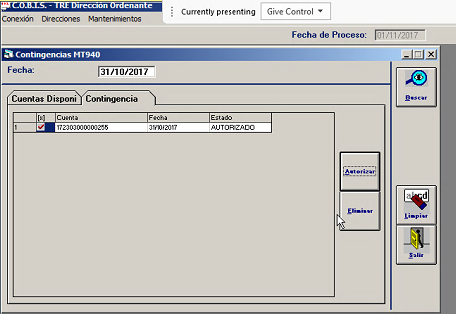 C.O.B.I.S. - TRE Dirección Ordenante
Currently presenting Give Control
Conexión Direcciones Mantenimientos
Fecha de Proceso: 01/11/2017
Contingencias MT940
Fecha: 31/10/2017
Buscar
Cuentas Disponi Contingencia
[x] Cuenta Fecha Estado
1 172303000000255 31/10/2017 AUTORIZADO
Autorizar
abcd
Eliminar
Limpiar
Salir